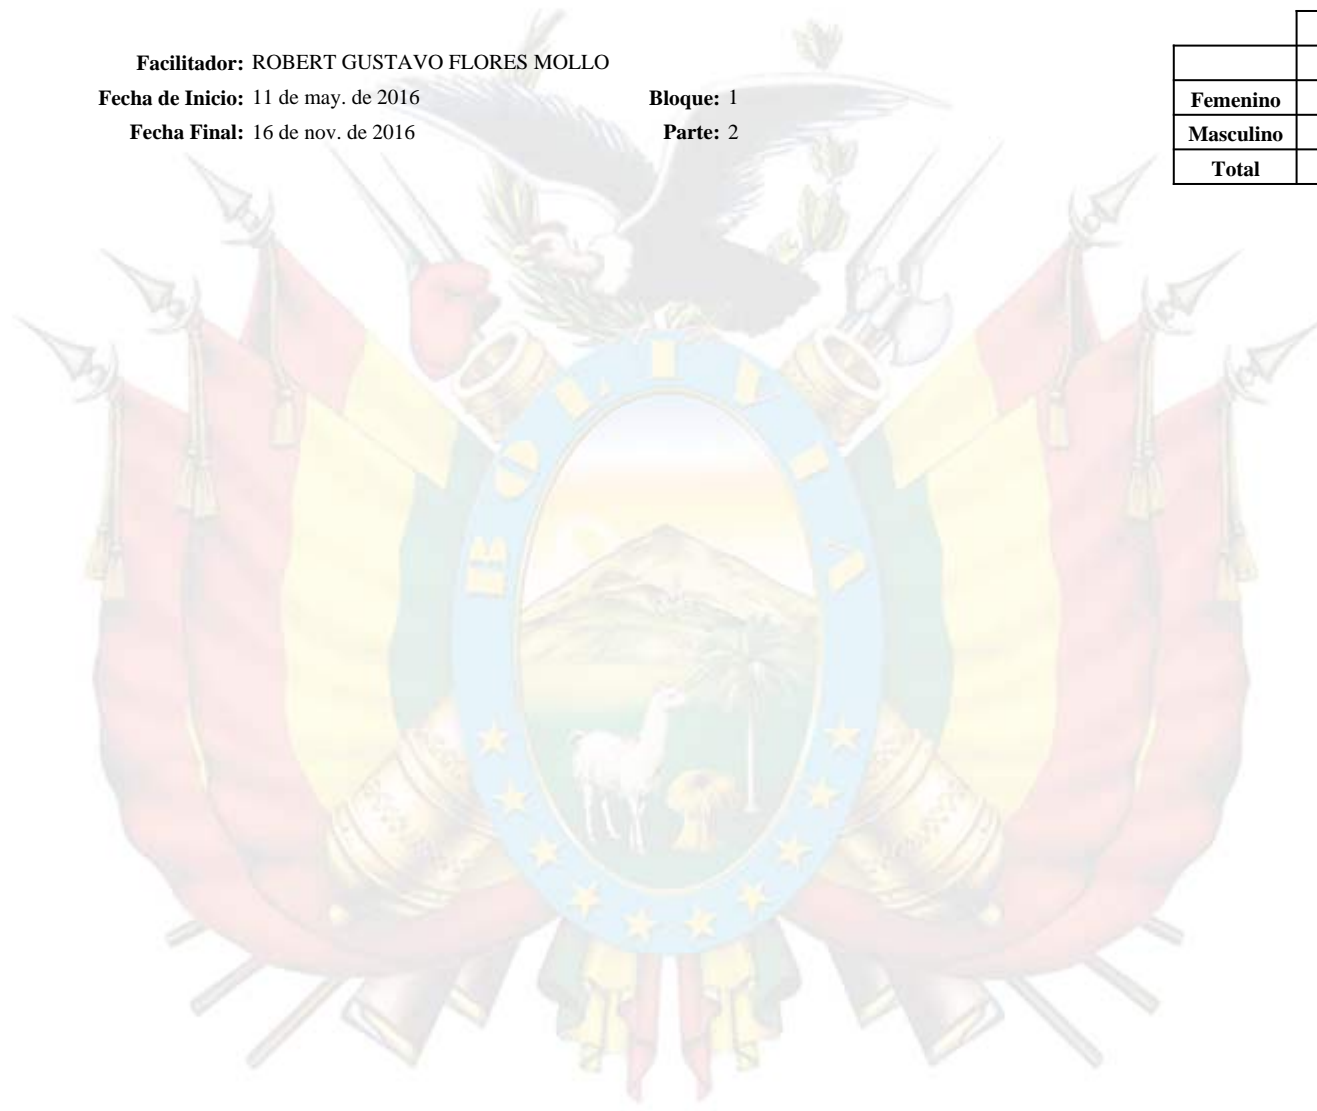 Facilitador: ROBERT GUSTAVO FLORES MOLLO
Fecha de Inicio: 11 de may. de 2016 Bloque: 1
Fecha Final: 16 de nov. de 2016 Parte: 2
Femenino
Masculino
Total
BOLIVIA